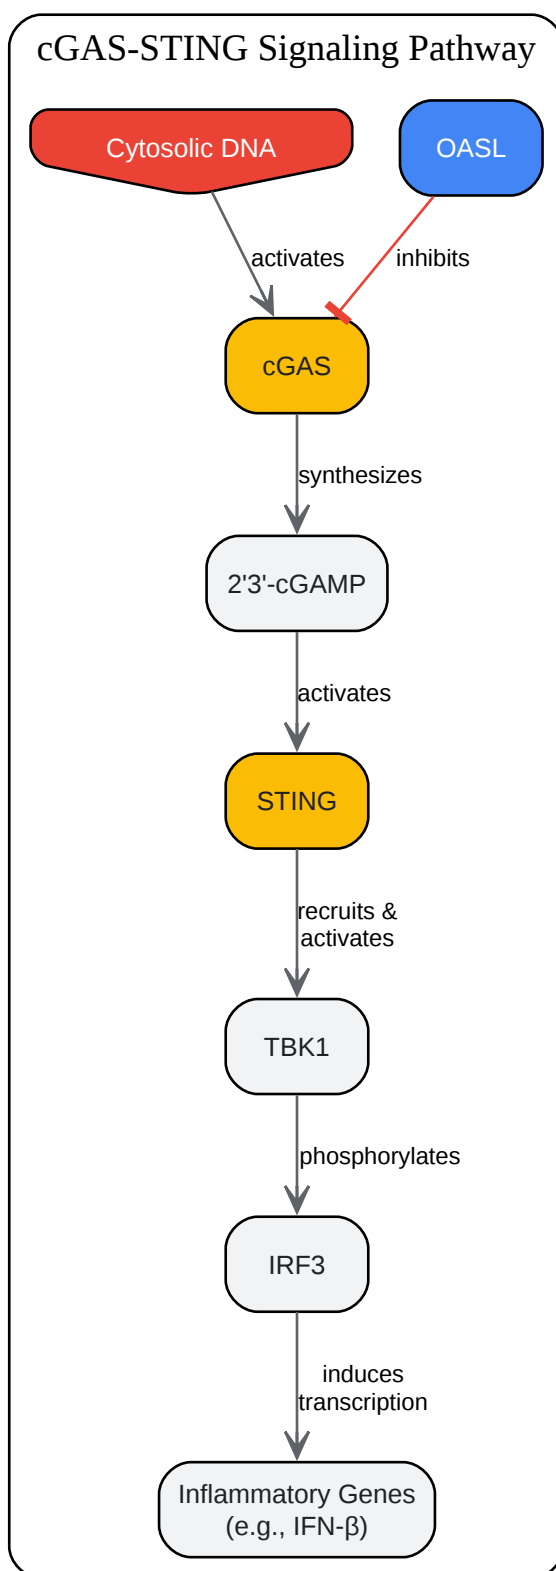 cGAS-STING Signaling Pathway
Cytosolic DNA
OASL
activates
inhibits
cGAS
synthesizes
2'3'-cGAMP
activates
STING
recruits &
activates
TBK1
phosphorylates
IRF3
induces
transcription
Inflammatory Genes
(e.g., IFN-β)